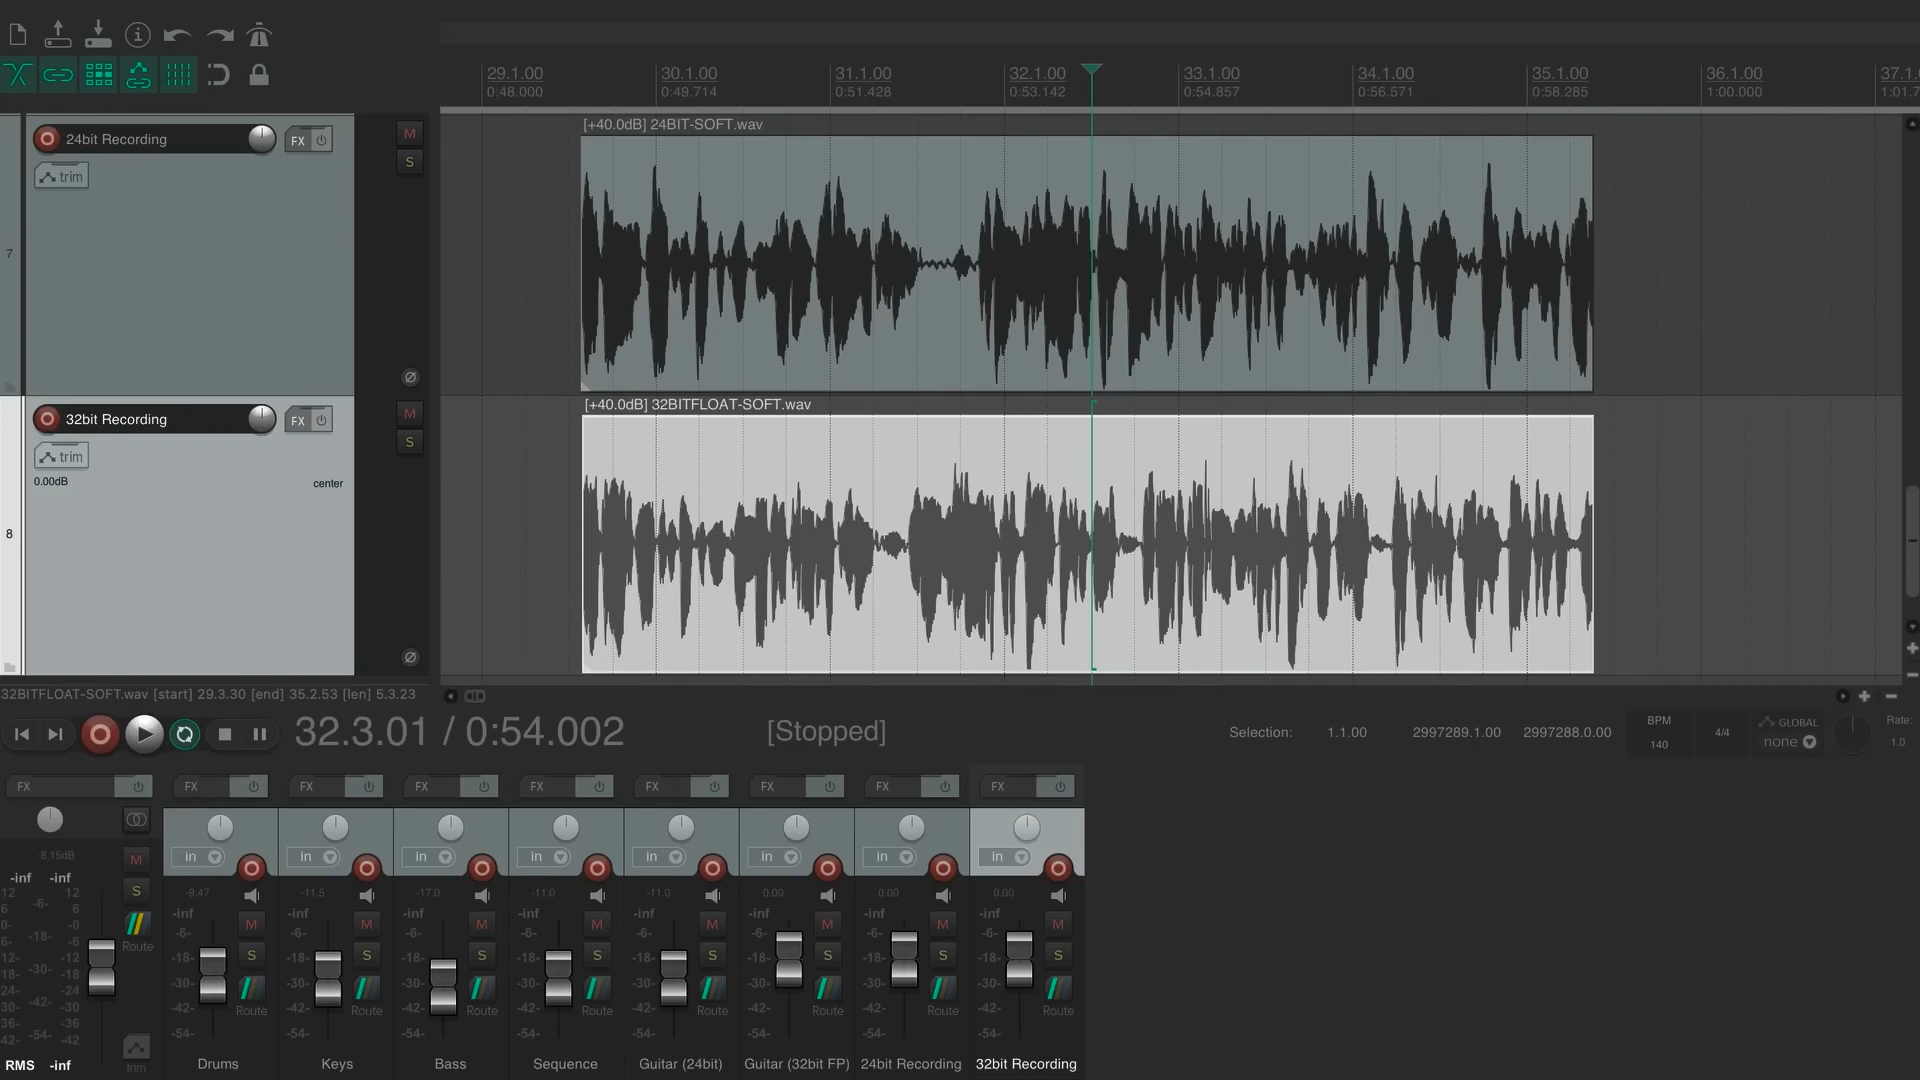 29.1.00 30.1.00 31.1.00 32.1.00 33.1.00 34.1.00 35.1.00 36.1.00 37.1.
0:48.000 0:49.714 0:51.428 0:53.142 0:54.857 0:56.571 0:58.285 1:00.000 1:01.7
[+40.0dB] 24BIT-SOFT.wav
24bit Recording FX M
trim S
7
[+40.0dB] 32BITFLOAT-SOFT.wav
32bit Recording FX M
trim S
0.00dB center
8
32BITFLOAT-SOFT.wav [start] 29.3.30 [end] 35.2.53 [len] 5.3.23
32.3.01 / 0:54.002 [Stopped] Selection: 1.1.00 2997289.1.00 2997288.0.00
BPM 140 4/4 GLOBAL none Rate: 1.0
FX FX FX FX FX FX FX FX FX
in in in in in in in in
-8.15dB M
-inf -inf S
-9.47 -11.5 -17.0 -11.0 -11.0 0.00 0.00 0.00
-inf -inf -inf -inf -inf -inf -inf -inf
M M M M M M M M
S S S S S S S S
12 12
6 -6- 6
-0 -0
6- -18- -6
12- -12
18- -30- -18
24- -24
30- -42- -30
36- -54- -36
42- -42
-6- -6- -6- -6- -6- -6- -6- -6-
-18- -18- -18- -18- -18- -18- -18- -18-
-30- -30- -30- -30- -30- -30- -30- -30-
-42- -42- -42- -42- -42- -42- -42- -42-
-54- -54- -54- -54- -54- -54- -54- -54-
Route Route Route Route Route Route Route Route Route
RMS -inf trim
Drums Keys Bass Sequence Guitar (24bit) Guitar (32bit FP) 24bit Recording 32bit Recording